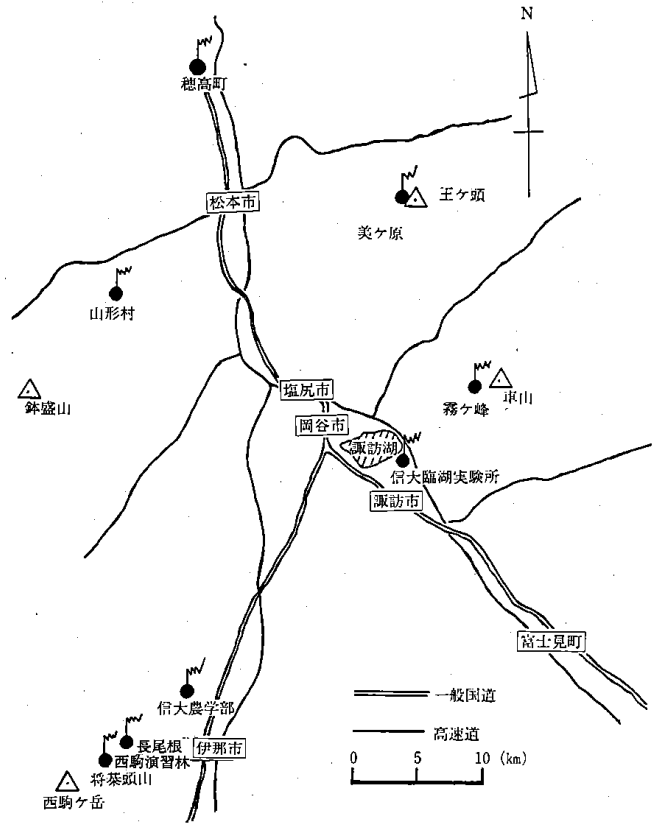 N
穂高町
松本市
王ケ頭
美ケ原
山形村
鉢盛山
塩尻市
岡谷市
諏訪湖
霧ケ峰
車山
信大臨湖実験所
諏訪市
富士見町
信大農学部
長尾根
西駒演習林
将棊頭山
西駒ケ岳
伊那市
一般国道
高速道
0 5 10 (km)